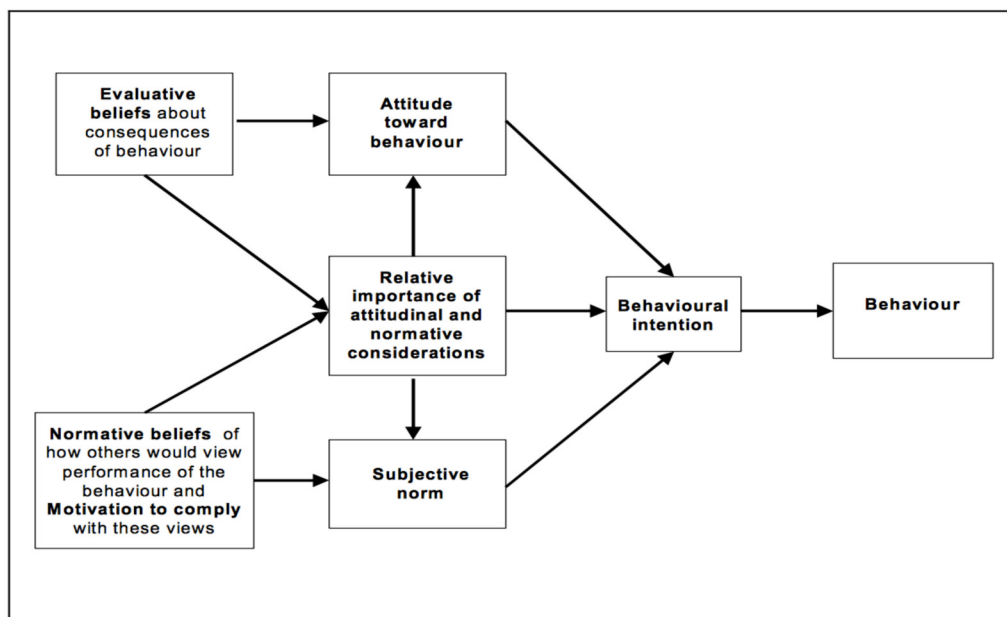 Evaluative
beliefs about
consequences
of behaviour
Attitude
toward
behaviour
Relative
importance of
attitudinal and
normative
considerations
Behavioural
intention
Behaviour
Normative beliefs of
how others would view
performance of the
behaviour and
Motivation to comply
with these views
Subjective
norm